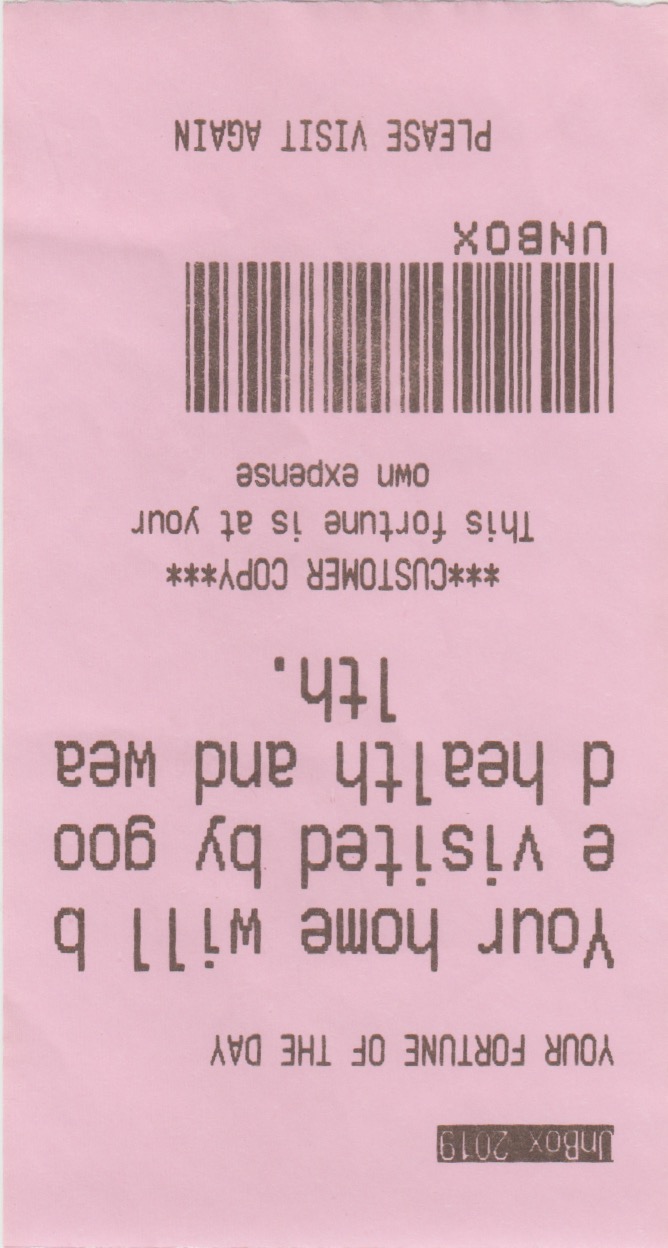 UnBox 2019
YOUR FORTUNE OF THE DAY
Your home will b
e visited by goo
d health and wea
lth.
***CUSTOMER COPY***
This fortune is at your
own expense
UNBOX
PLEASE VISIT AGAIN